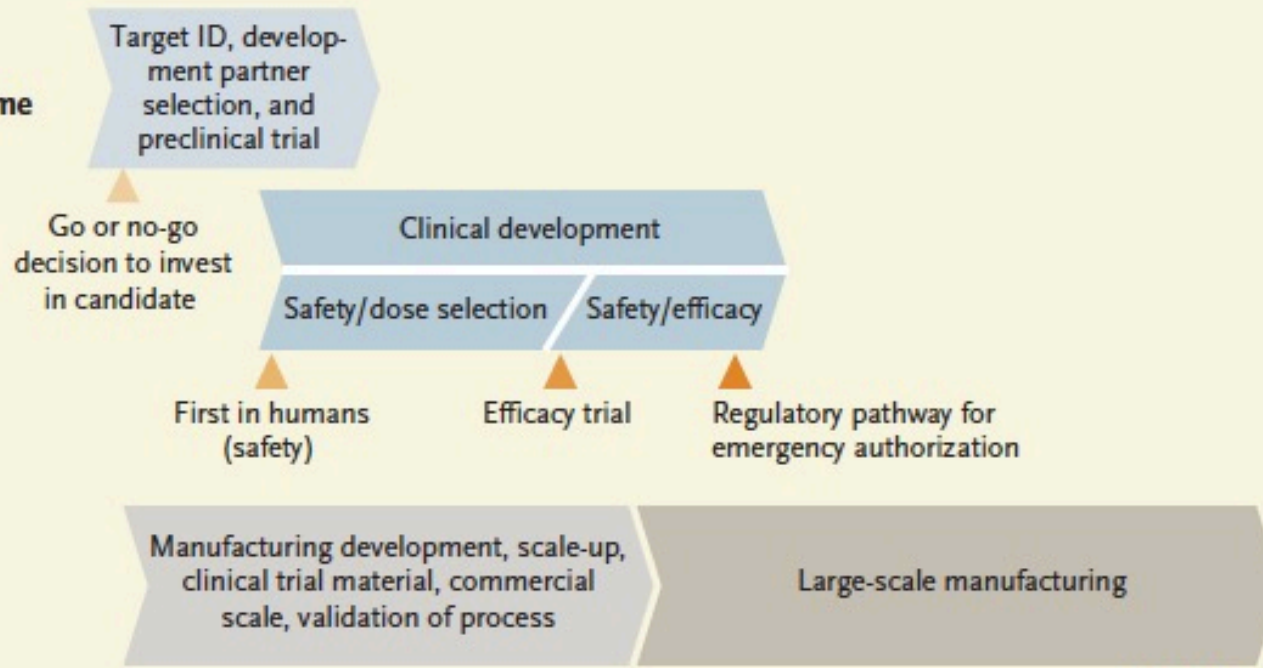 Target ID, develop-
ment partner
selection, and
preclinical trial
Go or no-go
decision to invest
in candidate
Clinical development
Safety/dose selection
Safety/efficacy
First in humans
(safety)
Efficacy trial
Regulatory pathway for
emergency authorization
Manufacturing development, scale-up,
clinical trial material, commercial
scale, validation of process
Large-scale manufacturing